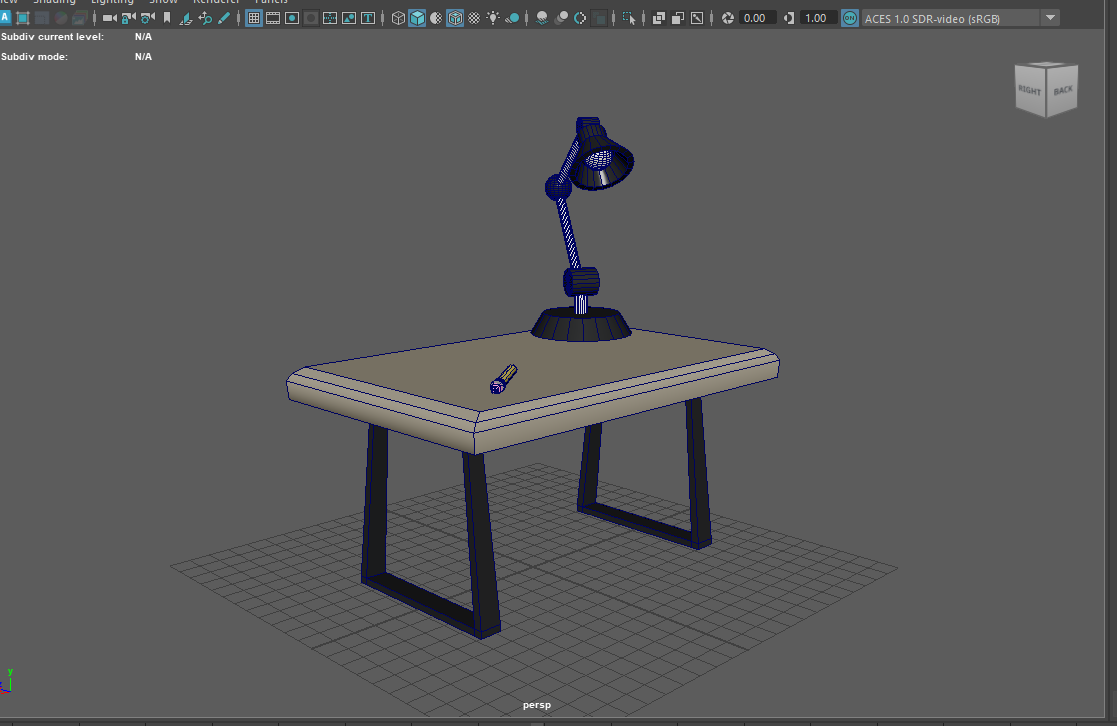 Shading Lighting Show Renderer Panels
0.00 1.00 ON ACES 1.0 SDR-video (sRGB)
Subdiv current level: N/A
Subdiv mode: N/A
RIGHT BACK
y
persp